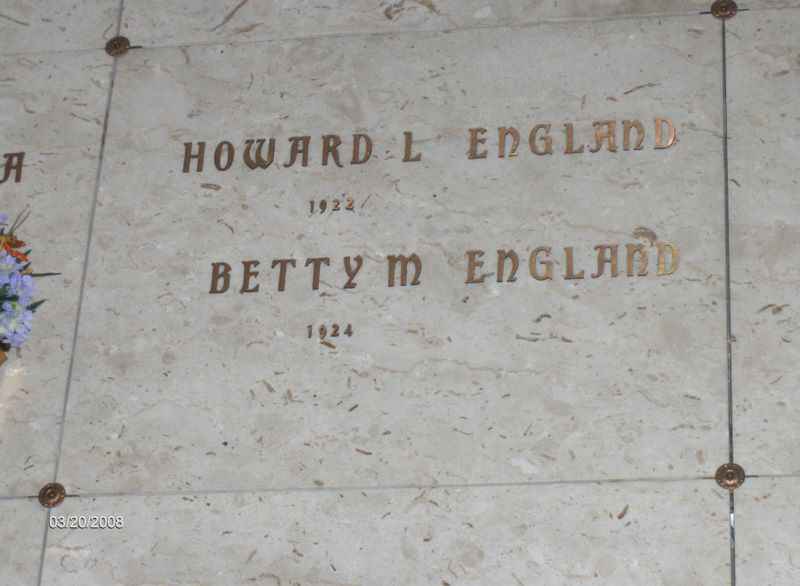 A
HOWARD L ENGLAND
1922
BETTY M ENGLAND
1924
03/20/2008